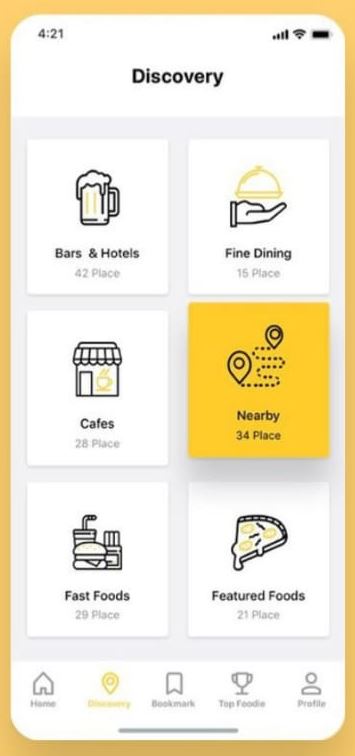 4:21
Discovery
Bars & Hotels
42 Place
Fine Dining
15 Place
Cafes
28 Place
Nearby
34 Place
Fast Foods
29 Place
Featured Foods
21 Place
Home
Discovery
Bookmark
Top Foodie
Profile